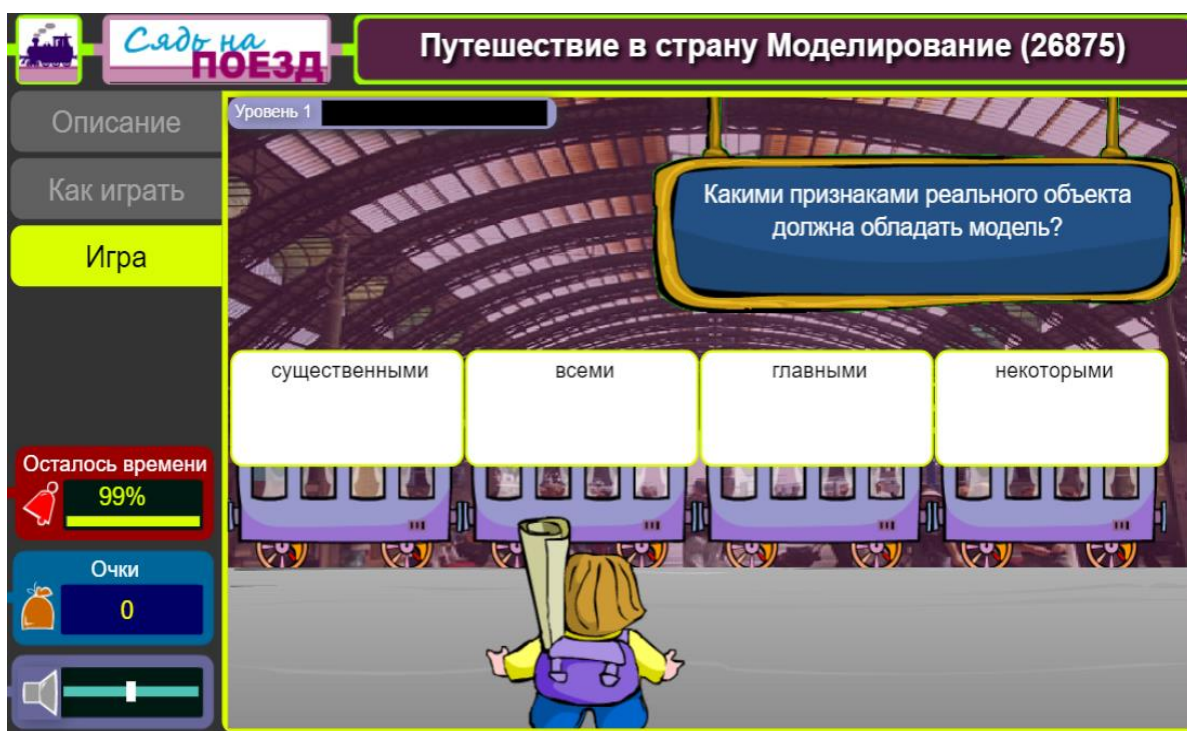 Сядь на
ПОЕЗД
Путешествие в страну Моделирование (26875)
Описание
Как играть
Игра
Уровень 1
Какими признаками реального объекта
должна обладать модель?
существенными
всеми
главными
некоторыми
Осталось времени
99%
Очки
0